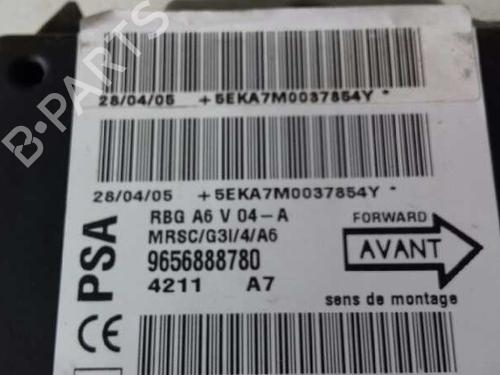 28/04/05 +5EKA7M0037854Y*
28/04/05 +5EKA7M0037854Y*
RBG A6 V 04-A
MRSC/G3I/4/A6
9656888780
4211 A7
FORWARD
AVANT
sens de montage
PSA
CE
B-PARTS